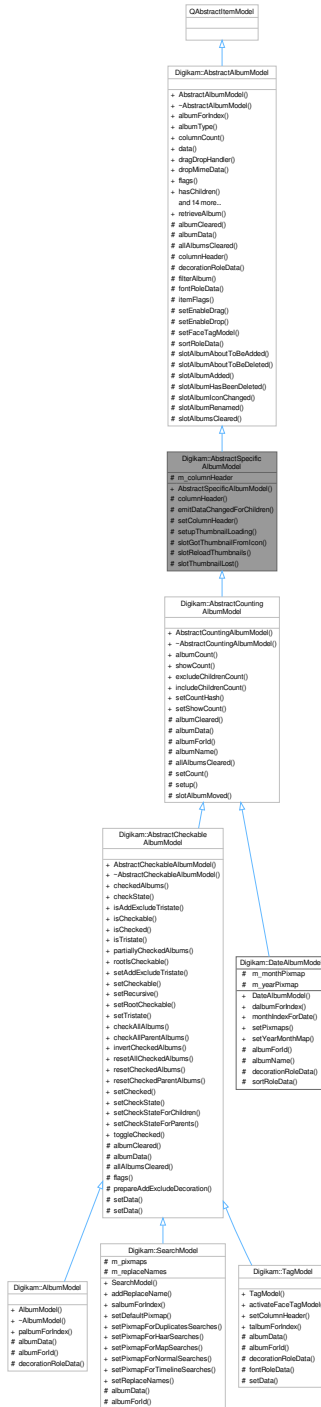 QAbstractItemModel
Digikam::AbstractAlbumModel
+ AbstractAlbumModel()
+ ~AbstractAlbumModel()
+ albumForIndex()
+ albumType()
+ columnCount()
+ data()
+ dragDropHandler()
+ dropMimeData()
+ flags()
+ hasChildren()
and 14 more...
+ retrieveAlbum()
# albumCleared()
# albumData()
# allAlbumsCleared()
# columnHeader()
# decorationRoleData()
# filterAlbum()
# fontRoleData()
# itemFlags()
# setEnableDrag()
# setEnableDrop()
# setFaceTagModel()
# sortRoleData()
# slotAlbumAboutToBeAdded()
# slotAlbumAboutToBeDeleted()
# slotAlbumAdded()
# slotAlbumHasBeenDeleted()
# slotAlbumIconChanged()
# slotAlbumRenamed()
# slotAlbumsCleared()
Digikam::AbstractSpecific
AlbumModel
# m_columnHeader
+ AbstractSpecificAlbumModel()
# columnHeader()
# emitDataChangedForChildren()
# setColumnHeader()
# setupThumbnailLoading()
# slotGotThumbnailFromIcon()
# slotReloadThumbnails()
# slotThumbnailLost()
Digikam::AbstractCounting
AlbumModel
+ AbstractCountingAlbumModel()
+ ~AbstractCountingAlbumModel()
+ albumCount()
+ showCount()
+ excludeChildrenCount()
+ includeChildrenCount()
+ setCountHash()
+ setShowCount()
# albumCleared()
# albumData()
# albumForId()
# albumName()
# allAlbumsCleared()
# setCount()
# setup()
# slotAlbumMoved()
Digikam::AbstractCheckable
AlbumModel
+ AbstractCheckableAlbumModel()
+ ~AbstractCheckableAlbumModel()
+ checkedAlbums()
+ checkState()
+ isAddExcludeTristate()
+ isCheckable()
+ isChecked()
+ isTristate()
+ partiallyCheckedAlbums()
+ rootIsCheckable()
+ setAddExcludeTristate()
+ setCheckable()
+ setRecursive()
+ setRootCheckable()
+ setTristate()
+ checkAllAlbums()
+ checkAllParentAlbums()
+ invertCheckedAlbums()
+ resetAllCheckedAlbums()
+ resetCheckedAlbums()
+ resetCheckedParentAlbums()
+ setChecked()
+ setCheckState()
+ setCheckStateForChildren()
+ setCheckStateForParents()
+ toggleChecked()
# albumCleared()
# albumData()
# allAlbumsCleared()
# flags()
# prepareAddExcludeDecoration()
# setData()
# setData()
Digikam::DateAlbumModel
# m_monthPixmap
# m_yearPixmap
+ DateAlbumModel()
+ dalbumForIndex()
+ monthIndexForDate()
+ setPixmaps()
+ setYearMonthMap()
# albumForId()
# albumName()
# decorationRoleData()
# sortRoleData()
Digikam::AlbumModel
+ AlbumModel()
+ ~AlbumModel()
+ palbumForIndex()
# albumData()
# albumForId()
# decorationRoleData()
Digikam::SearchModel
# m_pixmaps
# m_replaceNames
+ SearchModel()
+ addReplaceName()
+ salbumForIndex()
+ setDefaultPixmap()
+ setPixmapForDuplicatesSearches()
+ setPixmapForHaarSearches()
+ setPixmapForMapSearches()
+ setPixmapForNormalSearches()
+ setPixmapForTimelineSearches()
+ setReplaceNames()
# albumData()
# albumForId()
Digikam::TagModel
+ TagModel()
+ activateFaceTagModel()
+ setColumnHeader()
+ talbumForIndex()
# albumData()
# albumForId()
# decorationRoleData()
# fontRoleData()
# setData()